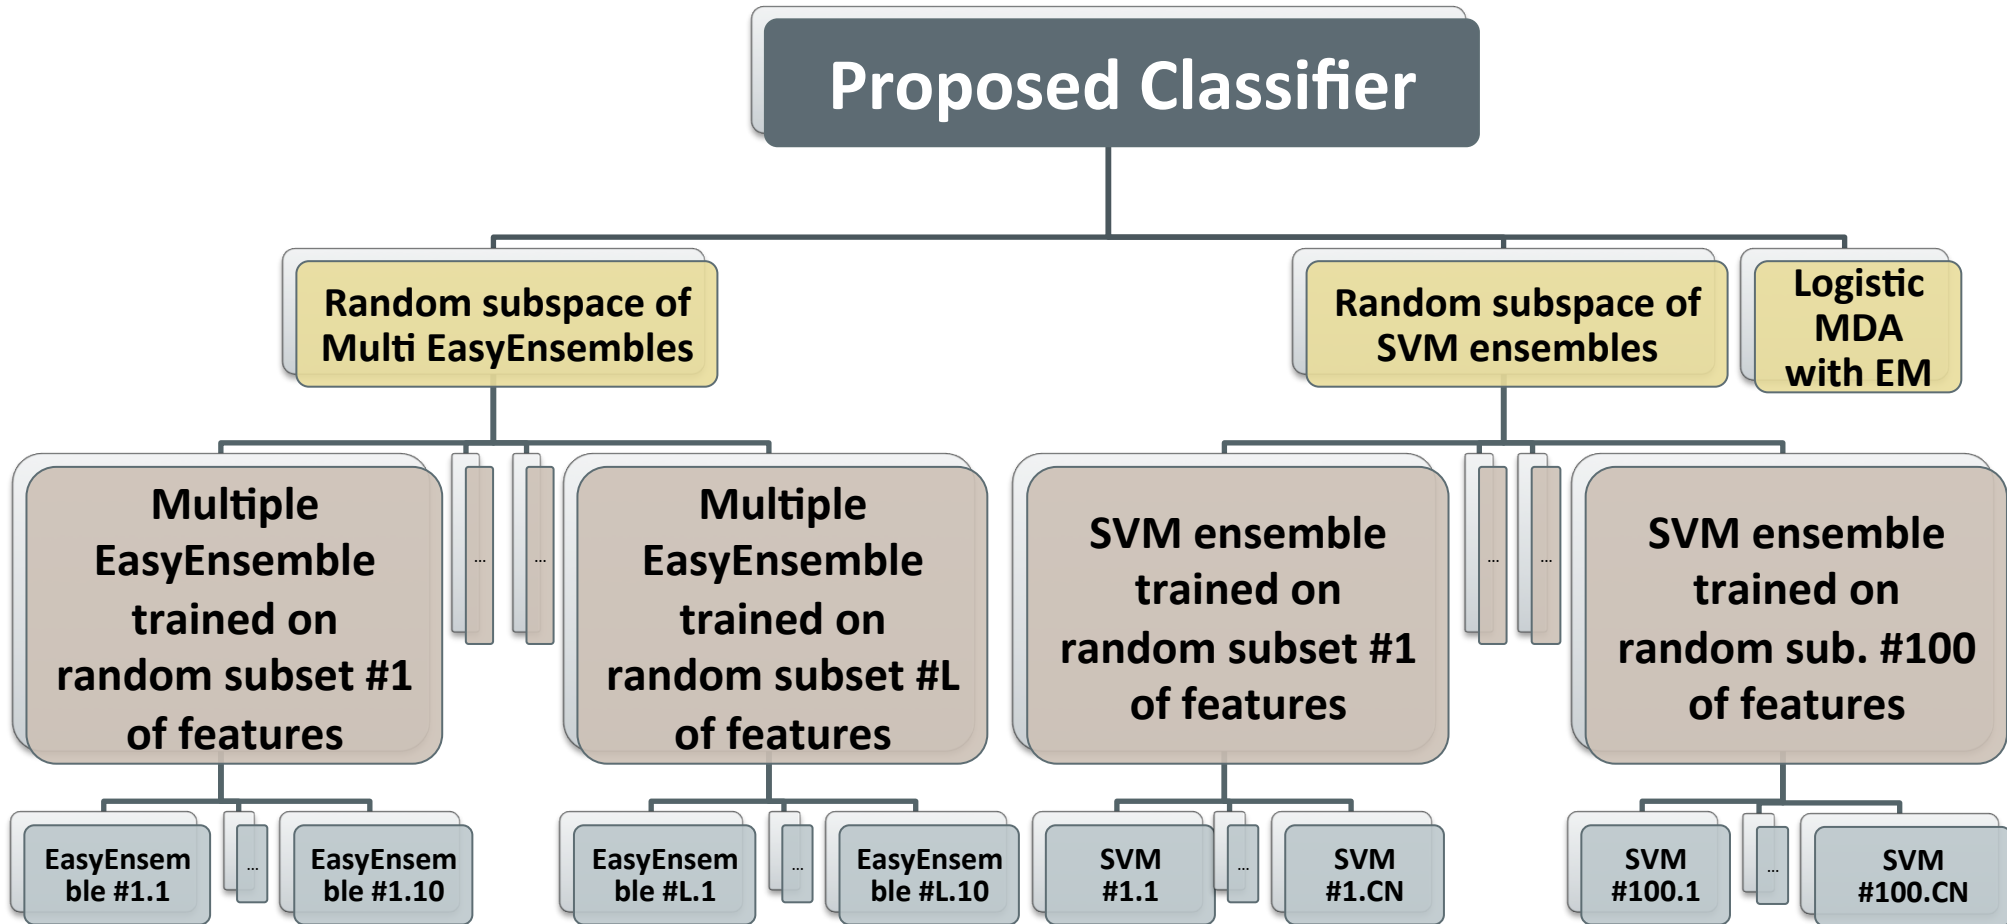 Proposed Classifier
Random subspace of
Multi EasyEnsembles
Random subspace of
SVM ensembles
Logistic
MDA
with EM
Multiple
EasyEnsemble
trained on
random subset #1
of features
...
...
Multiple
EasyEnsemble
trained on
random subset #L
of features
SVM ensemble
trained on
random subset #1
of features
...
...
SVM ensemble
trained on
random sub. #100
of features
EasyEnsem
ble #1.1
...
EasyEnsem
ble #1.10
EasyEnsem
ble #L.1
...
EasyEnsem
ble #L.10
SVM
#1.1
...
SVM
#1.CN
SVM
#100.1
...
SVM
#100.CN